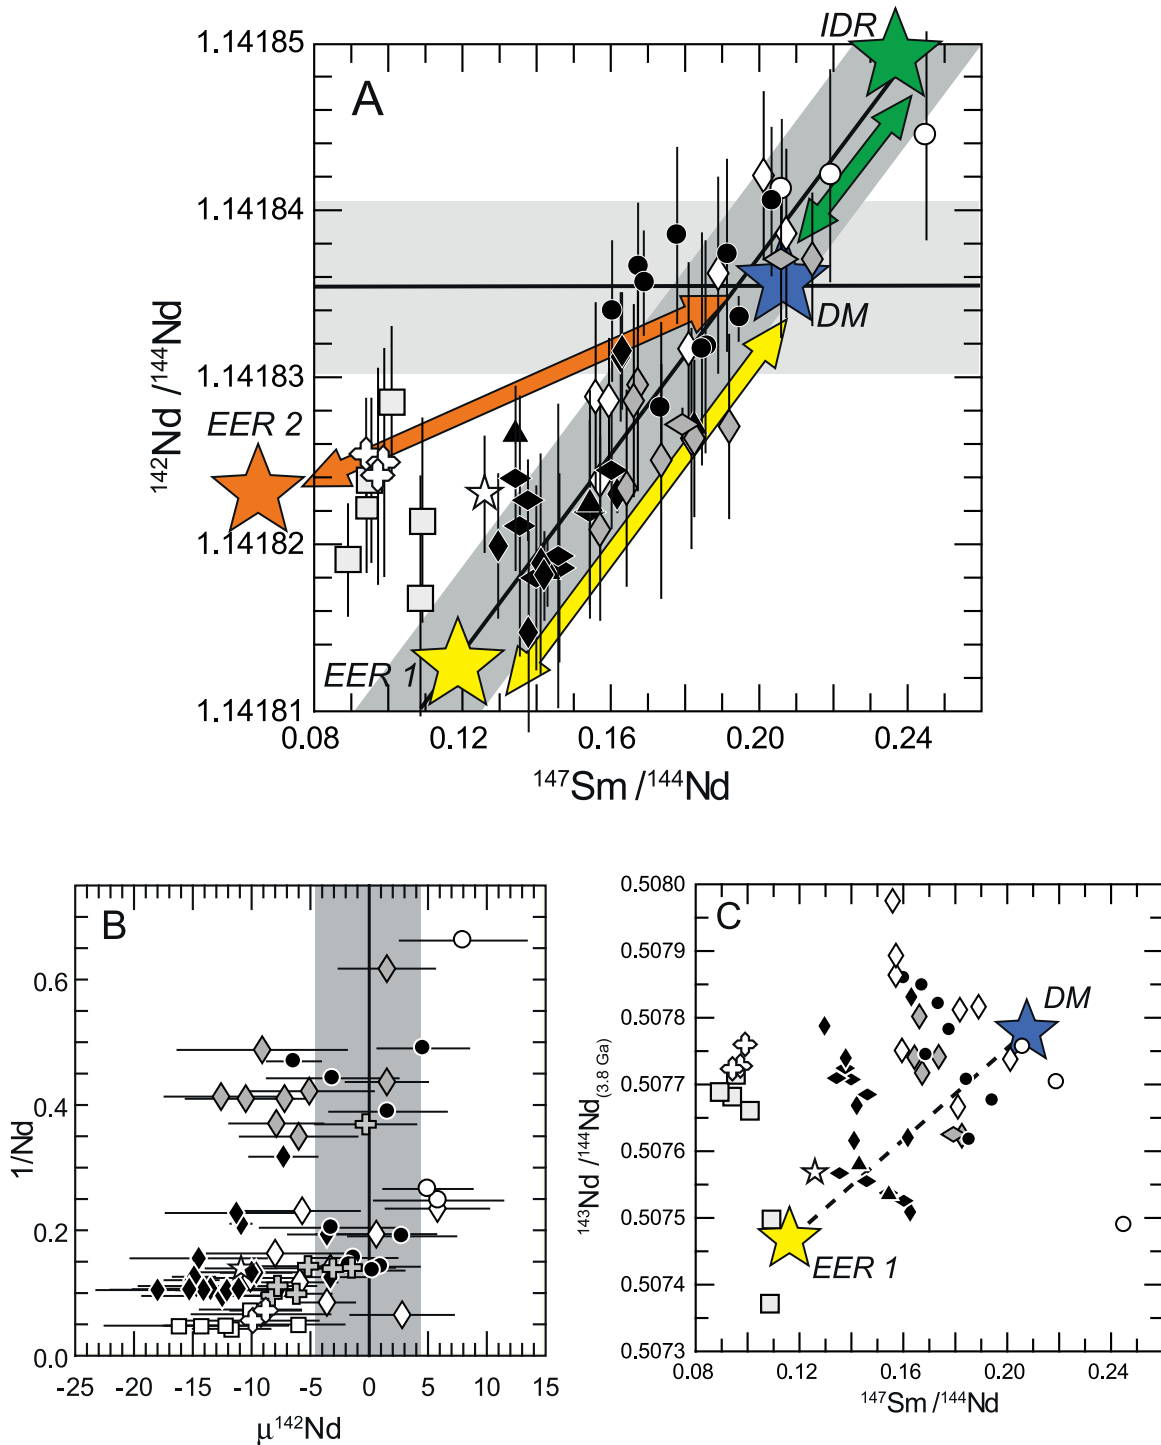 A
IDR
DM
EER 2
EER 1
1.14185
1.14184
1.14183
1.14182
1.14181
¹⁴²Nd /¹⁴⁴Nd
0.08
0.12
0.16
0.20
0.24
¹⁴⁷Sm /¹⁴⁴Nd
B
0.6
0.4
0.2
0.0
1/Nd
-25
-20
-15
-10
-5
0
5
10
15
μ¹⁴²Nd
C
DM
EER 1
0.5080
0.5079
0.5078
0.5077
0.5076
0.5075
0.5074
0.5073
¹⁴³Nd /¹⁴⁴Nd(3.8 Ga)
0.08
0.12
0.16
0.20
0.24
¹⁴⁷Sm /¹⁴⁴Nd